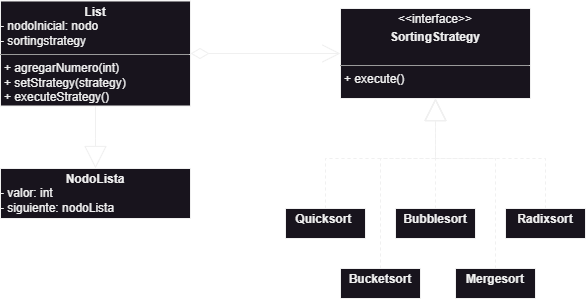 List
- nodoInicial: nodo
- sortingstrategy
+ agregarNumero(int)
+ setStrategy(strategy)
+ executeStrategy()
<<interface>>
SortingStrategy
+ execute()
NodoLista
- valor: int
- siguiente: nodoLista
Quicksort
Bubblesort
Radixsort
Bucketsort
Mergesort